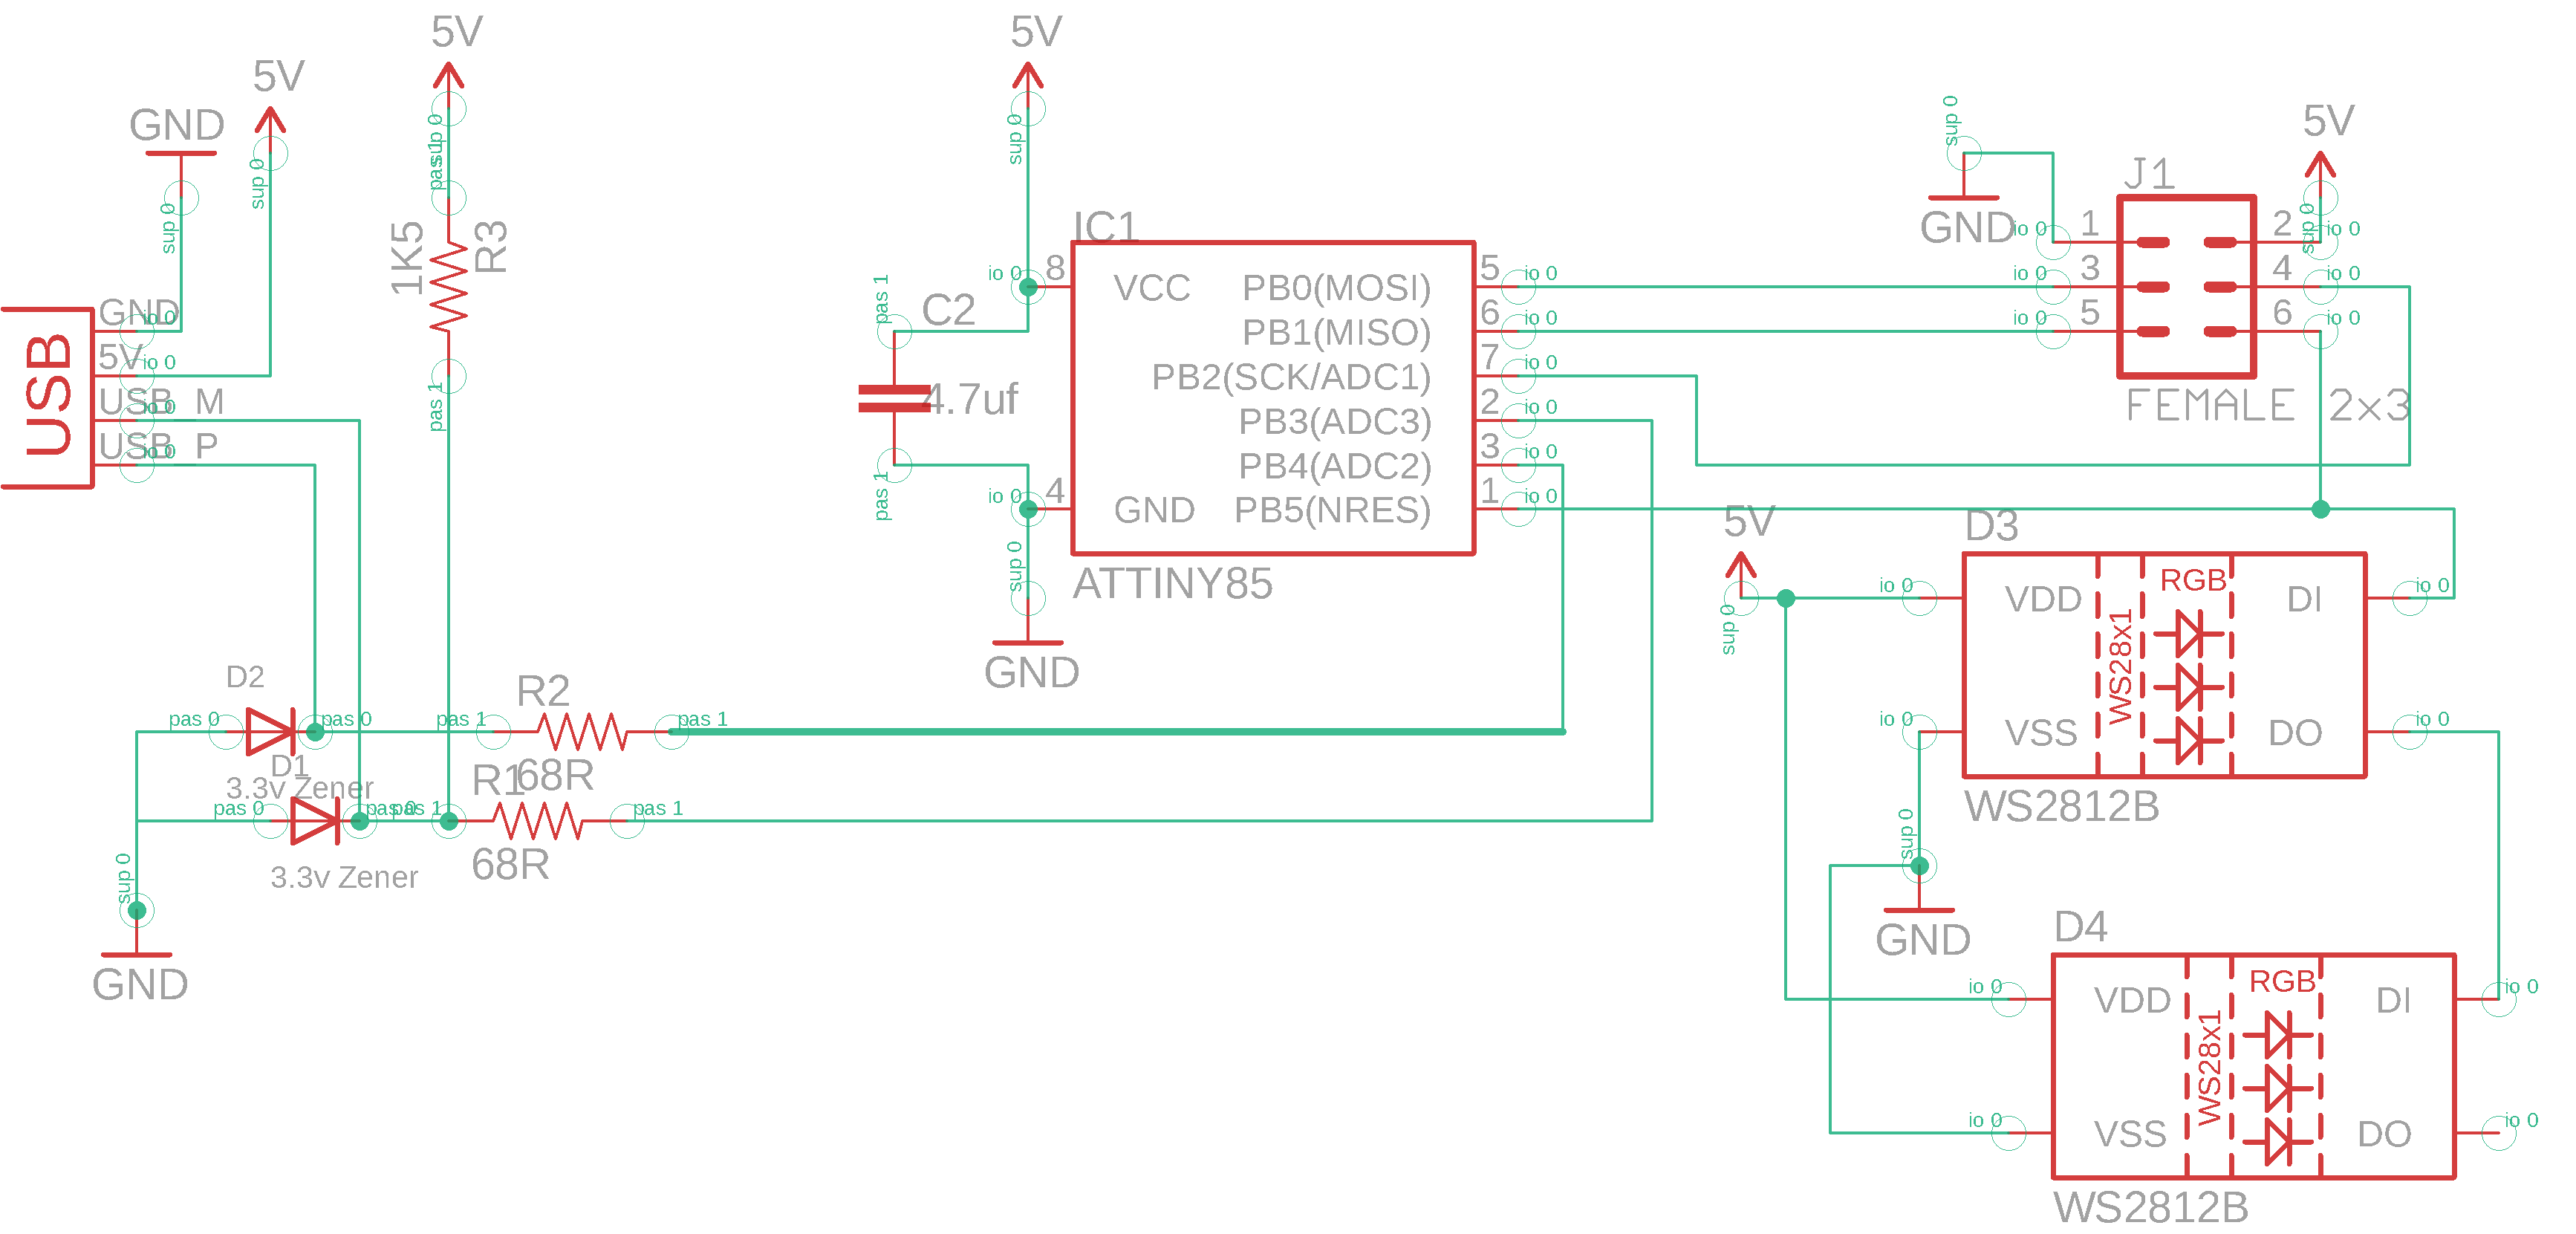 5V
5V
5V
GND
5V
GND
sup 0
sup 0
sup 0
pas 1
sup 0
sup 0
sup 0
1K5
R3
pas 1
USB
GND
io 0
5V
io 0
USB_M
io 0
USB_P
io 0
IC1
io 0
8
VCC
PB0(MOSI)
5
io 0
PB1(MISO)
6
io 0
PB2(SCK/ADC1)
7
io 0
PB3(ADC3)
2
io 0
PB4(ADC2)
3
io 0
io 0
4
GND
PB5(NRES)
1
io 0
ATTINY85
pas 1
C2
4.7uf
pas 1
sup 0
GND
J1
io 0
1
2
io 0
io 0
3
4
io 0
io 0
5
6
io 0
FEMALE 2x3
D2
pas 0
pas 0
pas 1
R2
pas 1
68R
3.3v Zener
D1
pas 0
pas 0
pas 1
R1
pas 1
68R
3.3v Zener
sup 0
GND
5V
sup 0
D3
io 0
VDD
RGB
DI
io 0
WS28x1
io 0
VSS
DO
io 0
WS2812B
sup 0
GND
D4
io 0
VDD
RGB
DI
io 0
WS28x1
io 0
VSS
DO
io 0
WS2812B